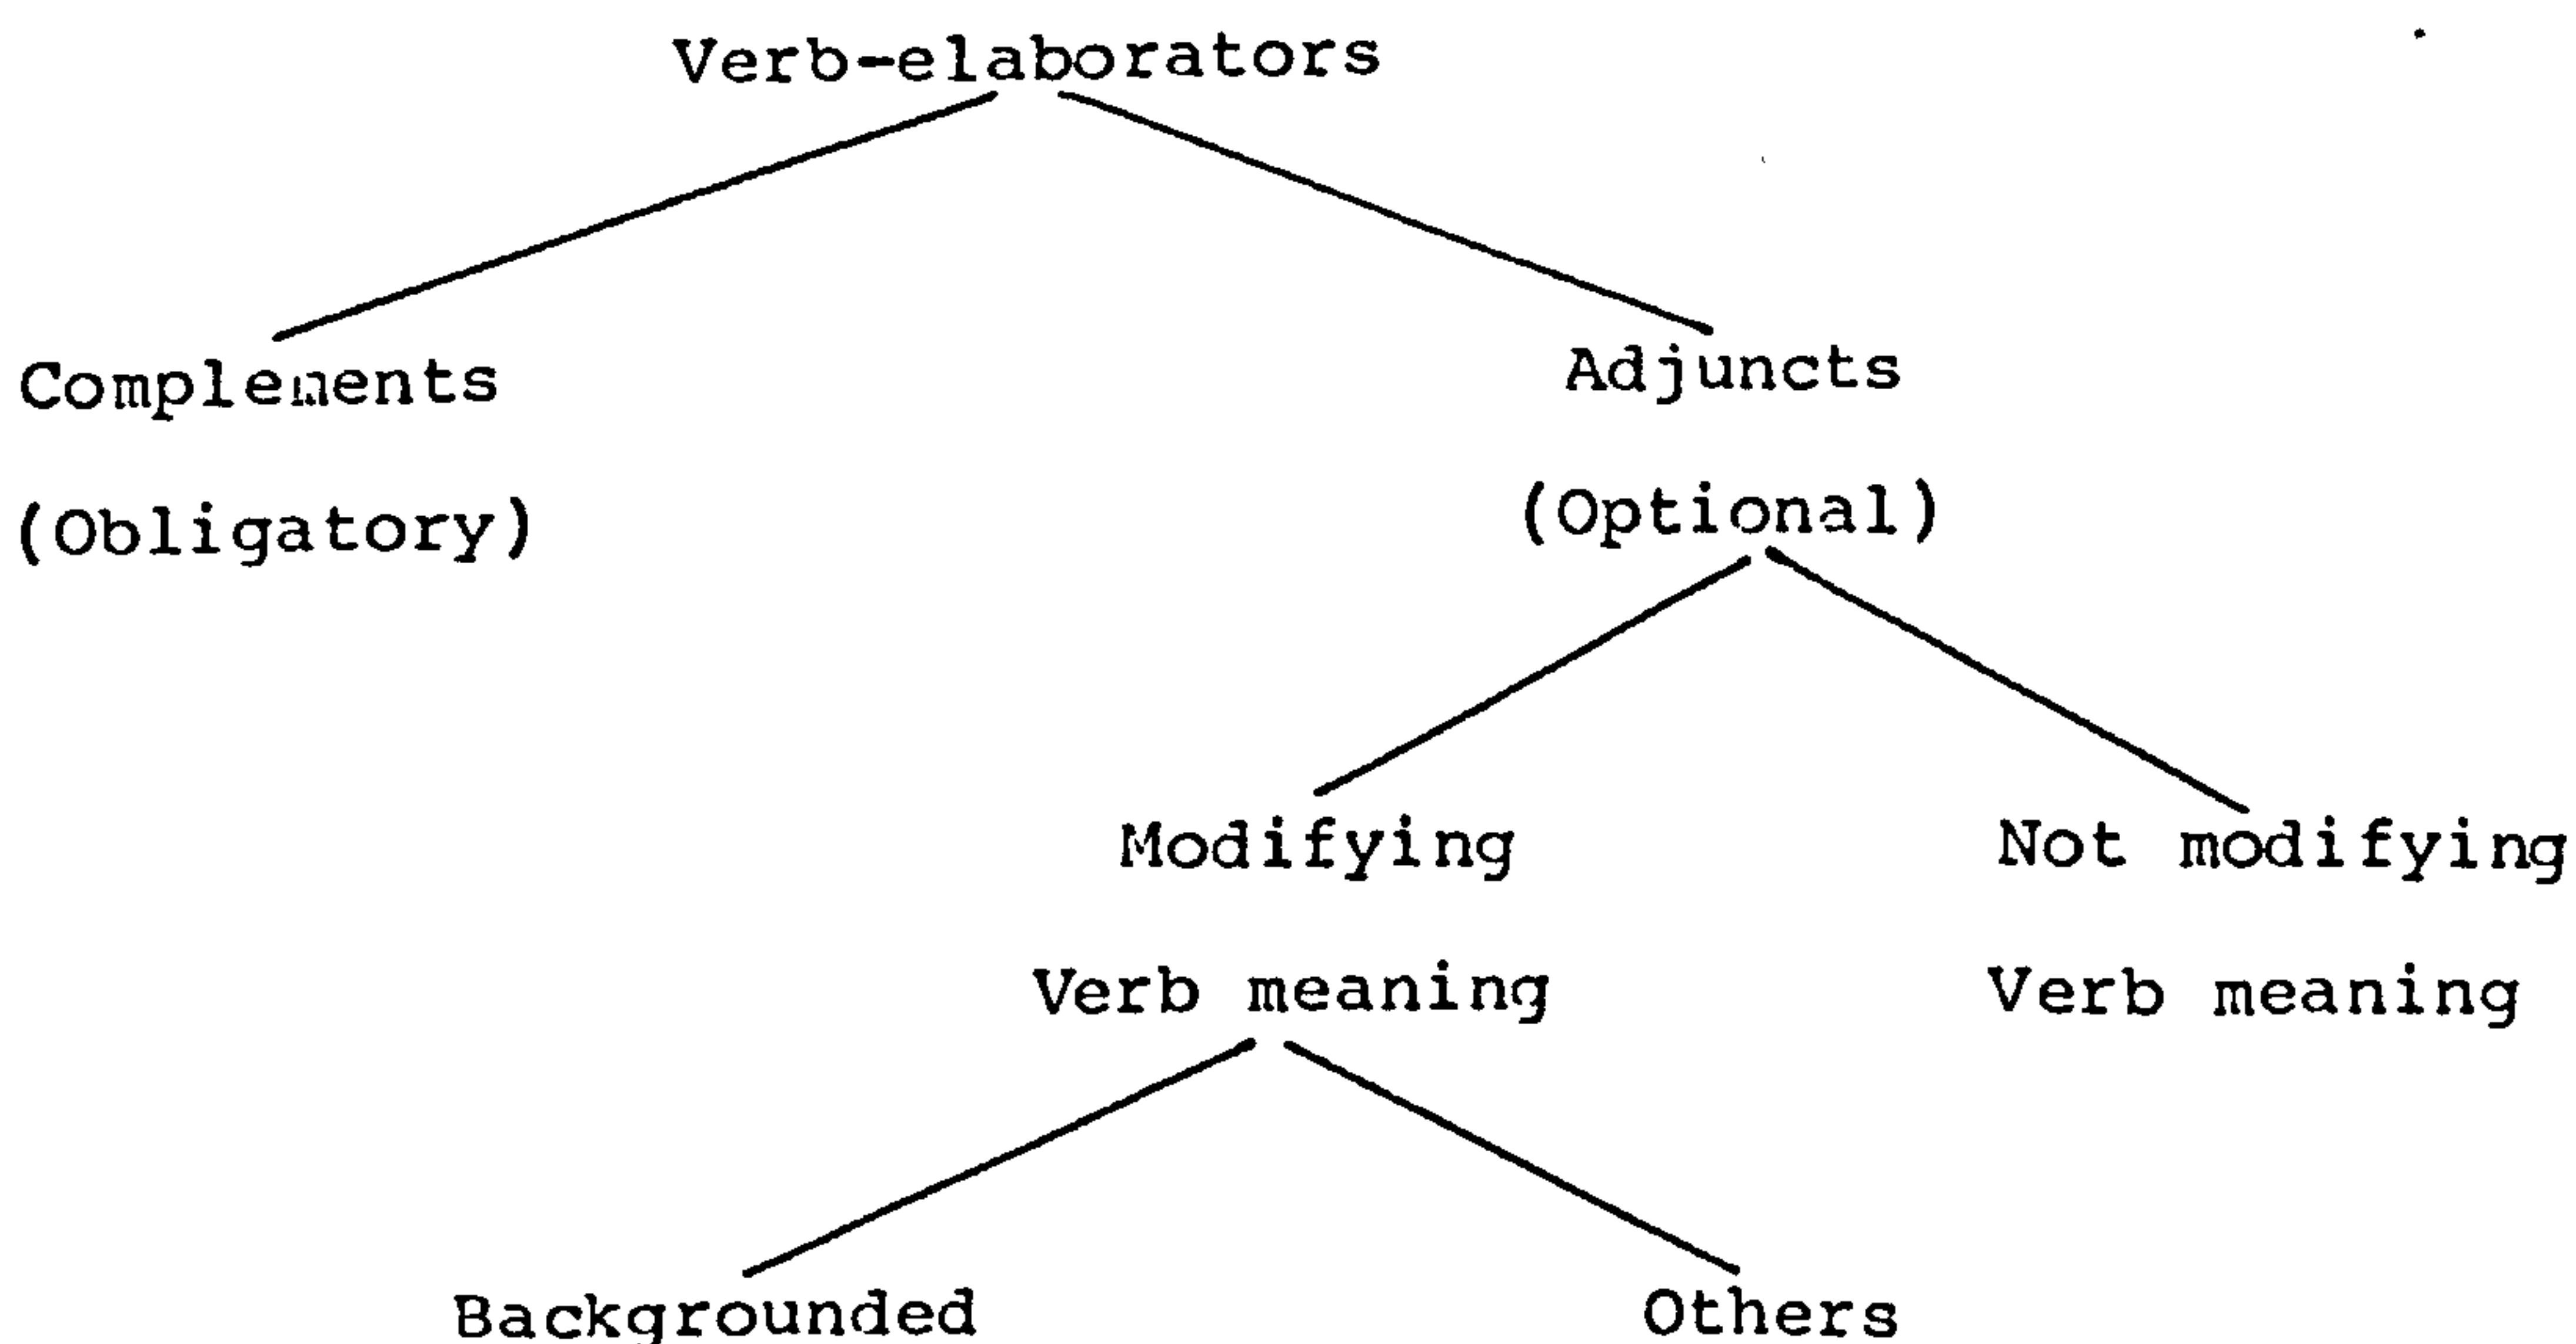 Verb-elaborators
Complements
Adjuncts
(Obligatory)
(Optional)
Modifying
Not modifying
Verb meaning
Verb meaning
Backgrounded
Others